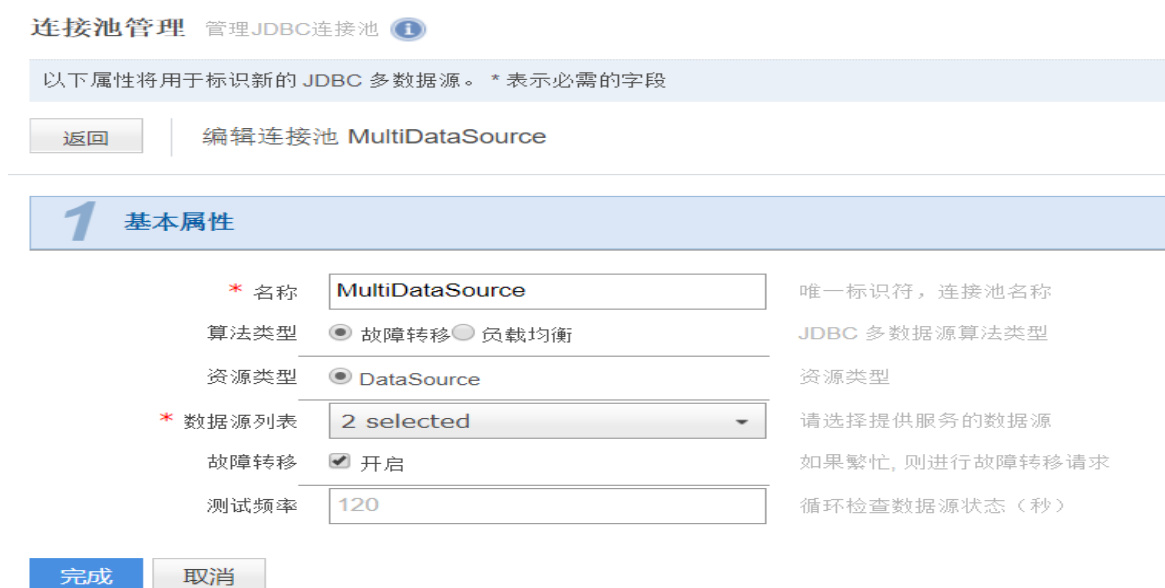 连接池管理 管理JDBC连接池 i
以下属性将用于标识新的 JDBC 多数据源。 * 表示必需的字段
返回 编辑连接池 MultiDataSource
1 基本属性
* 名称 MultiDataSource 唯一标识符，连接池名称
算法类型 故障转移 负载均衡 JDBC 多数据源算法类型
资源类型 DataSource 资源类型
* 数据源列表 2 selected 请选择提供服务的数据源
故障转移 开启 如果繁忙, 则进行故障转移请求
测试频率 120 循环检查数据源状态（秒）
完成 取消